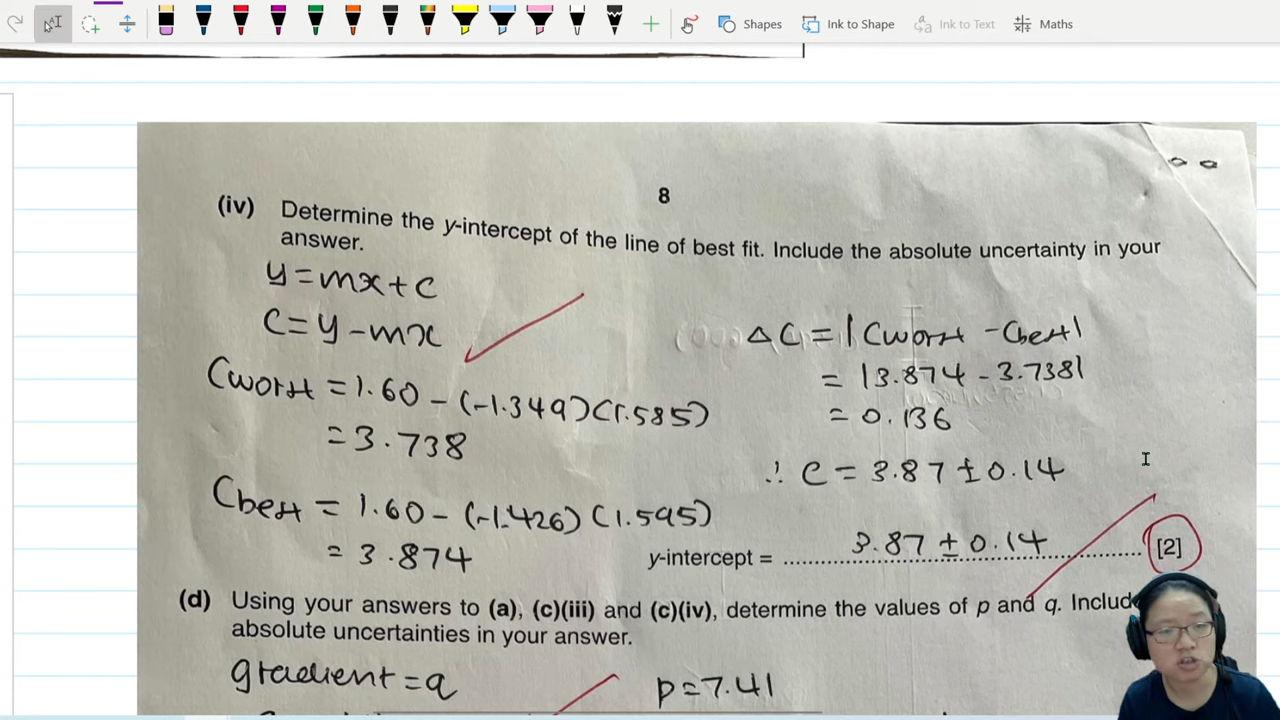 Shapes
Ink to Shape
Ink to Text
Maths
8
(iv) Determine the y-intercept of the line of best fit. Include the absolute uncertainty in your
answer.
y=mx+c
C=y-mx
Cworst = 1.60 - (-1.349)(1.585)
= 3.738
Cbest = 1.60 - (-1.426)(1.595)
= 3.874
ΔC = |Cworst - Cbest|
= |3.874 - 3.738|
= 0.136
∴ C = 3.87 ± 0.14
y-intercept = 3.87 ± 0.14 [2]
(d) Using your answers to (a), (c)(iii) and (c)(iv), determine the values of p and q. Include
absolute uncertainties in your answer.
gradient = q
p=7.41